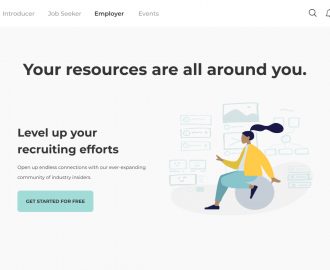 Introducer Job Seeker Employer Events
Your resources are all around you.
Level up your
recruiting efforts
Open up endless connections with our ever-expanding
community of industry insiders.
GET STARTED FOR FREE